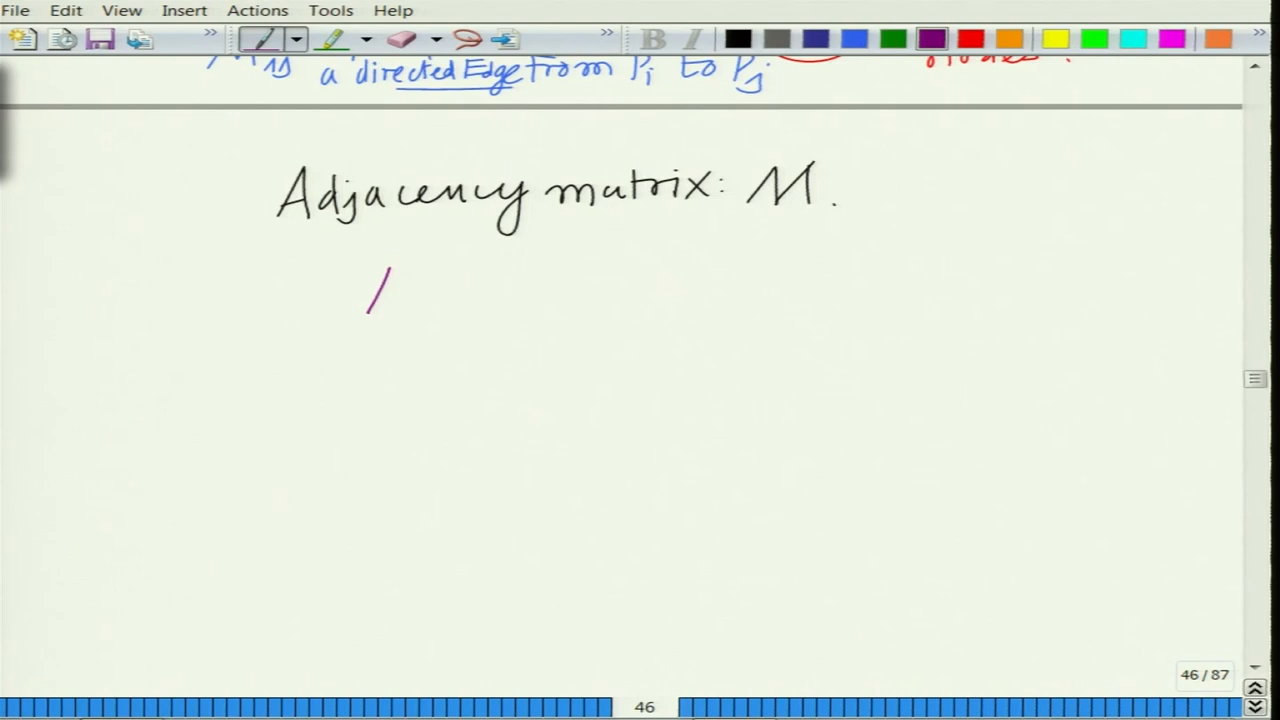 File Edit View Insert Actions Tools Help
B I
a directed Edge from Pi to Pj
Adjacency matrix: M.
46 / 87
46